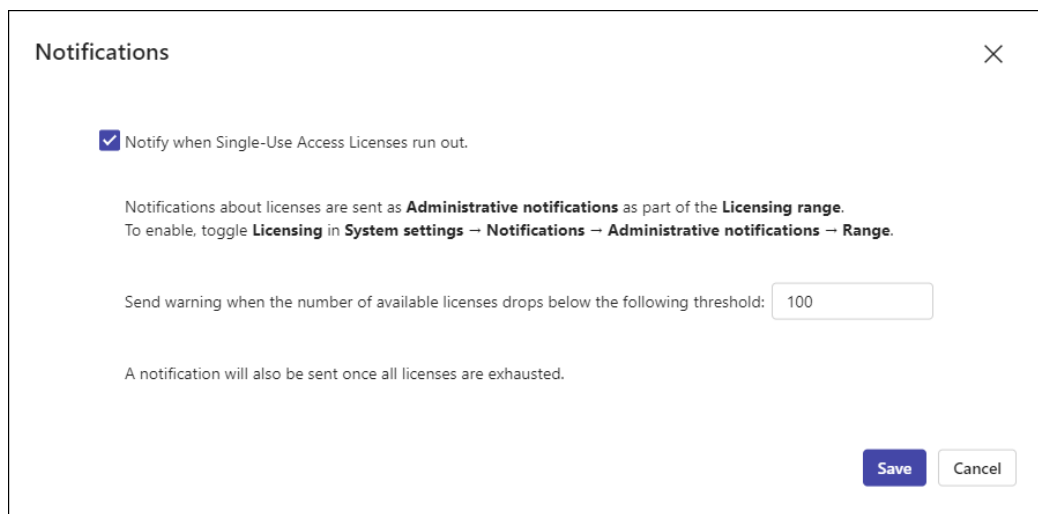 Notifications
Notify when Single-Use Access Licenses run out.
Notifications about licenses are sent as Administrative notifications as part of the Licensing range.
To enable, toggle Licensing in System settings → Notifications → Administrative notifications → Range.
Send warning when the number of available licenses drops below the following threshold: 100
A notification will also be sent once all licenses are exhausted.
Save Cancel